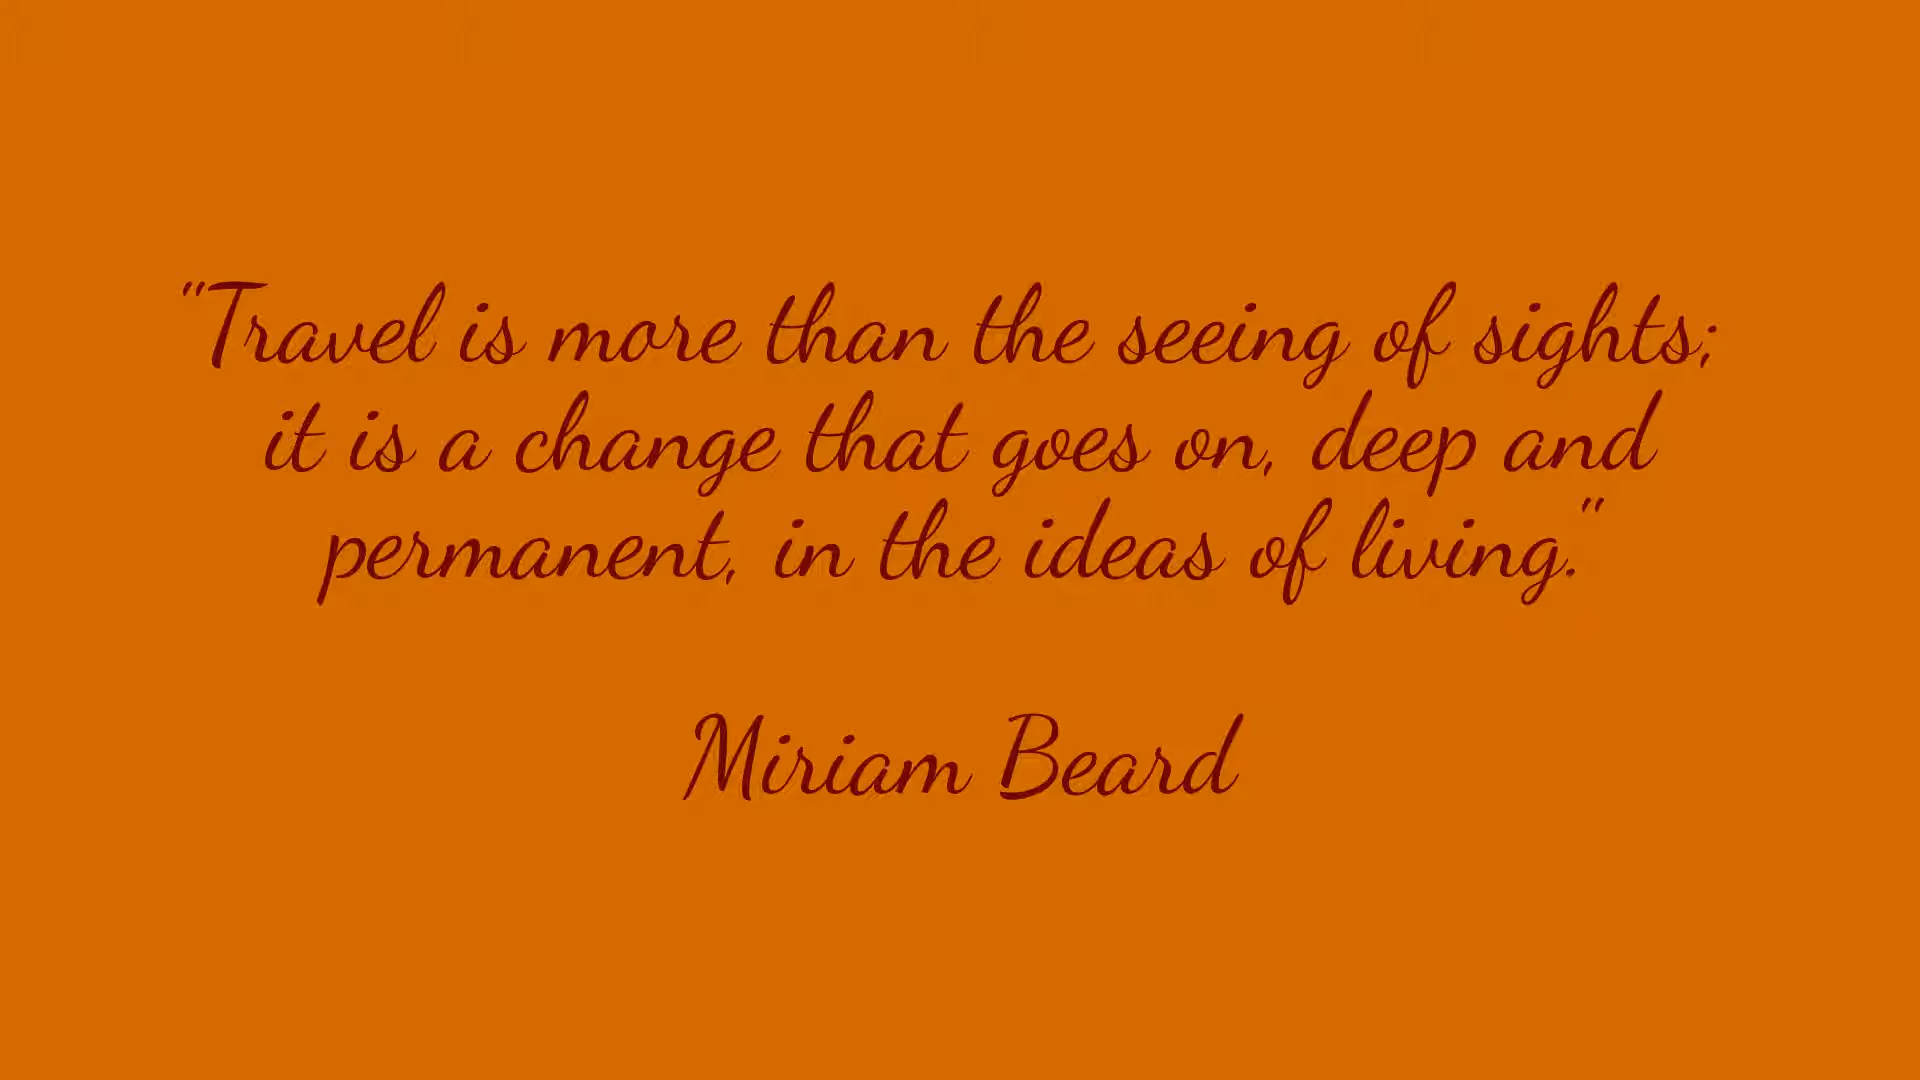 "Travel is more than the seeing of sights;
it is a change that goes on, deep and
permanent, in the ideas of living."
Miriam Beard